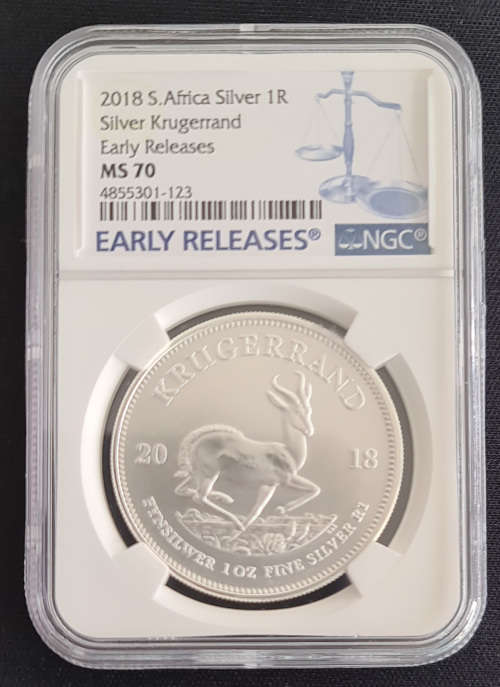 2018 S.Africa Silver 1R
Silver Krugerrand
Early Releases
MS 70
4855301-123
EARLY RELEASES®
NGC®
KRUGERRAND
20 18
FYNSILWER 1 OZ FINE SILVER R1